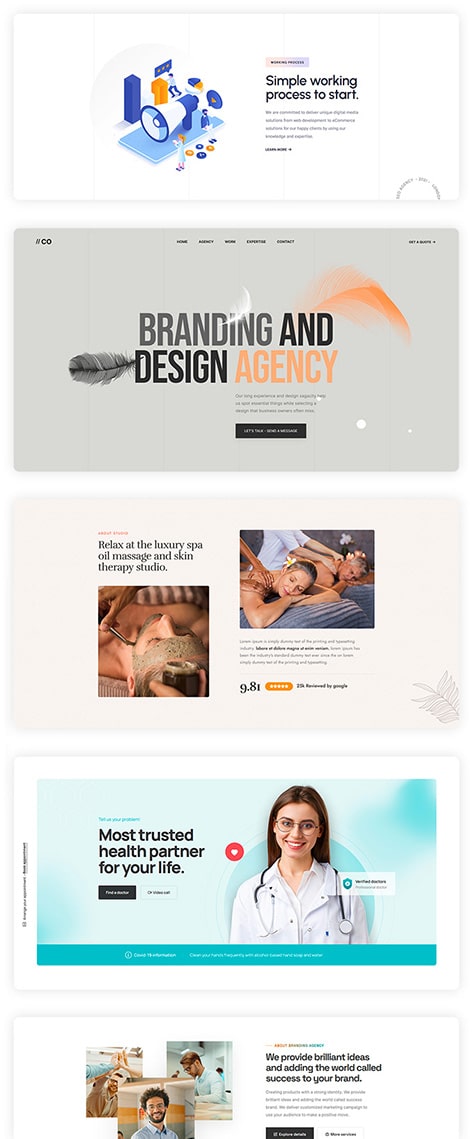 WORKING PROCESS
Simple working
process to start.
We are committed to deliver unique digital media
solutions from web development to eCommerce
solutions for our happy clients by using our
knowledge and expertise.
LEARN MORE →
// CO
HOME AGENCY WORK EXPERTISE CONTACT
GET A QUOTE →
BRANDING AND
DESIGN AGENCY
Our long experience and design sagacity help
us spot essential things while selecting a
design that business owners often miss.
LET'S TALK - SEND A MESSAGE
ABOUT STUDIO
Relax at the luxury spa
oil massage and skin
therapy studio.
Lorem ipsum is simply dummy text of the printing and typesetting
industry. labore et dolore magna ut enim veniam. Lorem ipsum has
been the industry's standard dummy text ever since. Lorem ipsum is
simply dummy text of the printing and typesetting.
9.81 25k Reviewed by google
Arrange your appointment - Book appointment
Tell us your problem!
Most trusted
health partner
for your life.
Find a doctor Or Video call
Verified doctors
Professional doctor
Covid-19 information Clean your hands frequently with alcohol-based hand soap and water
ABOUT BRANDING AGENCY
We provide brilliant ideas
and adding the world called
success to your brand.
Creating products with a strong identity. We provide
brilliant ideas and adding the world called success
brand. We deliver customized marketing campaign to
use your audience to make a positive move.
Explore details More services